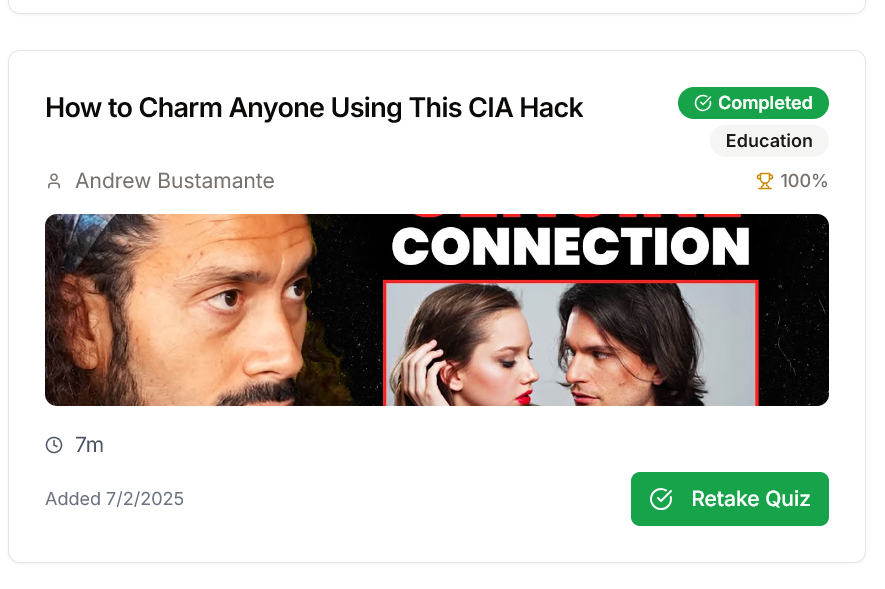 How to Charm Anyone Using This CIA Hack
Completed
Education
Andrew Bustamante
100%
GENUINE
CONNECTION
7m
Added 7/2/2025
Retake Quiz